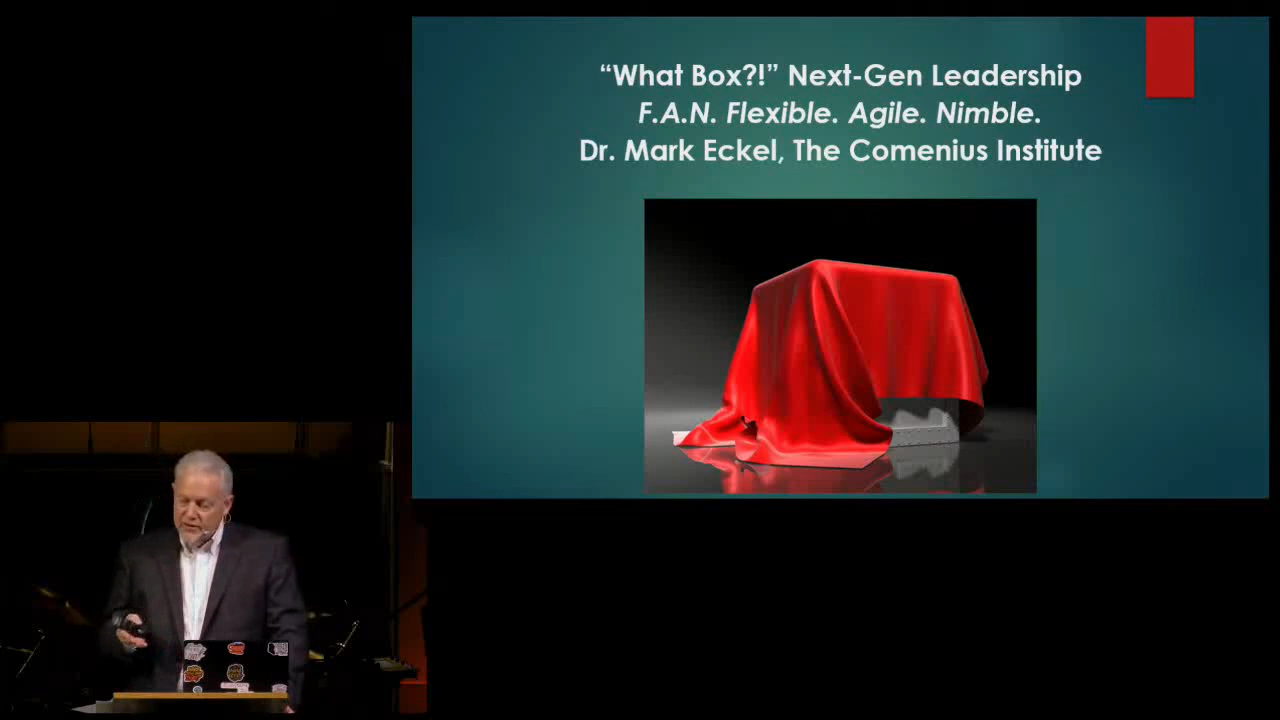 “What Box?!” Next-Gen Leadership
F.A.N. Flexible. Agile. Nimble.
Dr. Mark Eckel, The Comenius Institute